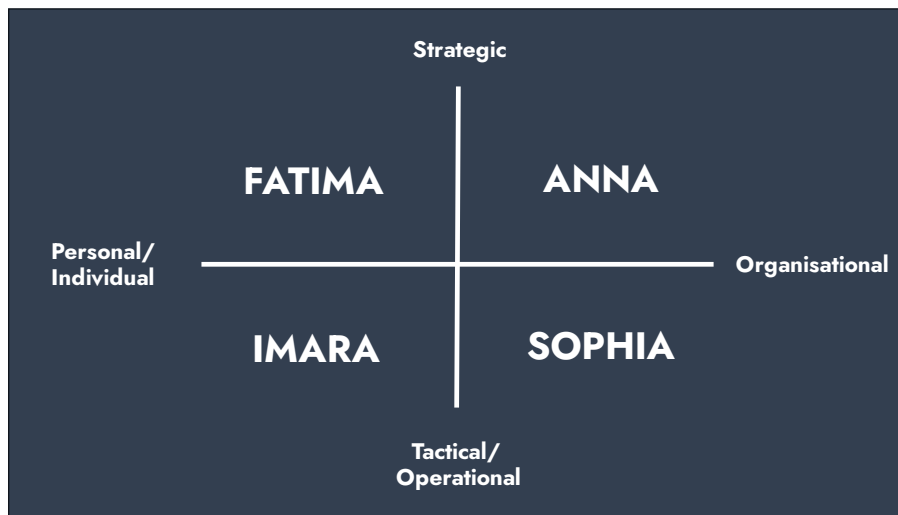 Strategic
FATIMA ANNA
Personal/
Individual
Organisational
IMARA SOPHIA
Tactical/
Operational